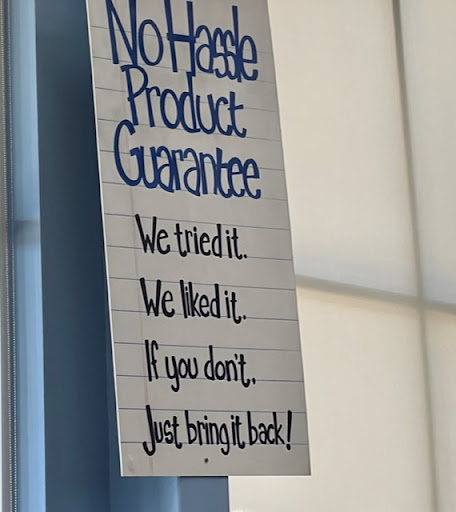 No Hassle
Product
Guarantee
We tried it.
We liked it.
If you don't,
Just bring it back!